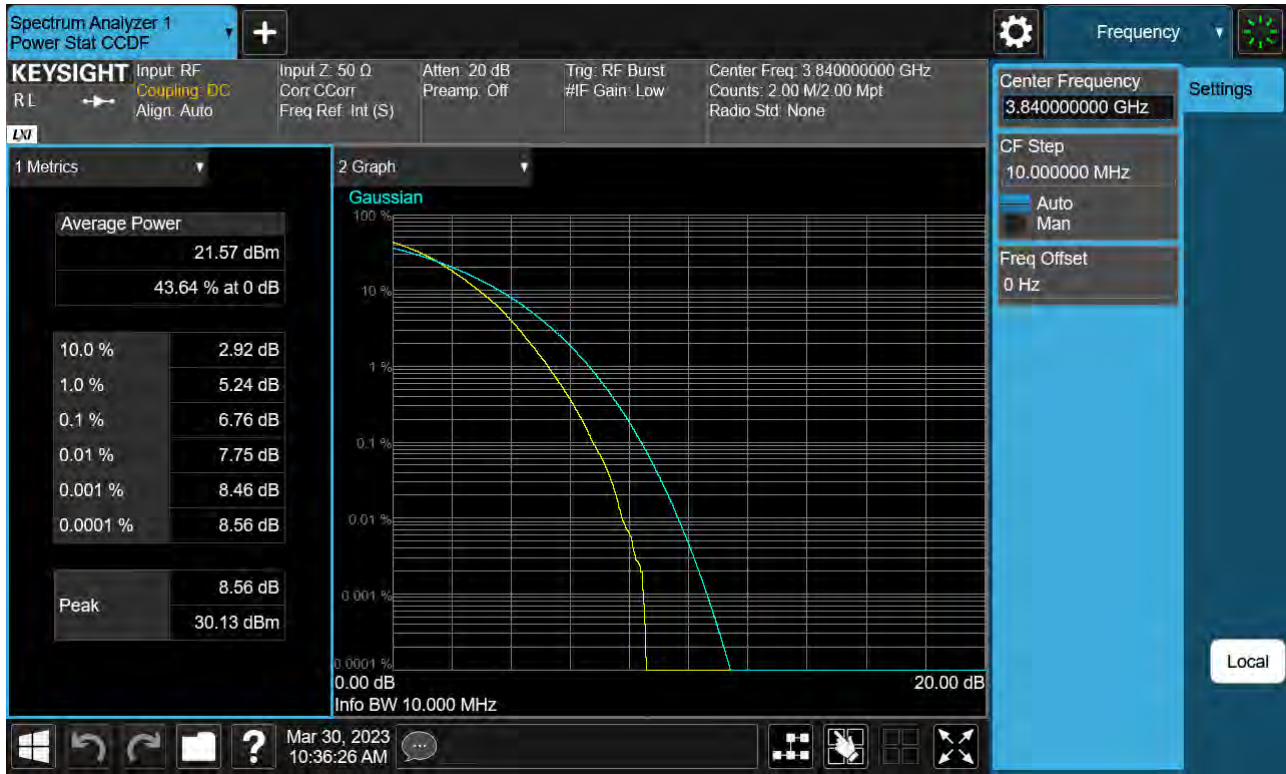 Spectrum Analyzer 1
Power Stat CCDF
Frequency
KEYSIGHT
RL
LXI
Input: RF
Coupling: DC
Align: Auto
Input Z: 50 Ω
Corr CCorr
Freq Ref: Int (S)
Atten: 20 dB
Preamp: Off
Trig: RF Burst
#IF Gain: Low
Center Freq: 3.840000000 GHz
Counts: 2.00 M/2.00 Mpt
Radio Std: None
Center Frequency
3.840000000 GHz
Settings
CF Step
10.000000 MHz
Auto
Man
Freq Offset
0 Hz
1 Metrics
Average Power
21.57 dBm
43.64 % at 0 dB
10.0 % 2.92 dB
1.0 % 5.24 dB
0.1 % 6.76 dB
0.01 % 7.75 dB
0.001 % 8.46 dB
0.0001 % 8.56 dB
Peak
8.56 dB
30.13 dBm
2 Graph
Gaussian
100 %
10 %
1 %
0.1 %
0.01 %
0.001 %
0.0001 %
0.00 dB 20.00 dB
Info BW 10.000 MHz
Local
?
Mar 30, 2023
10:36:26 AM